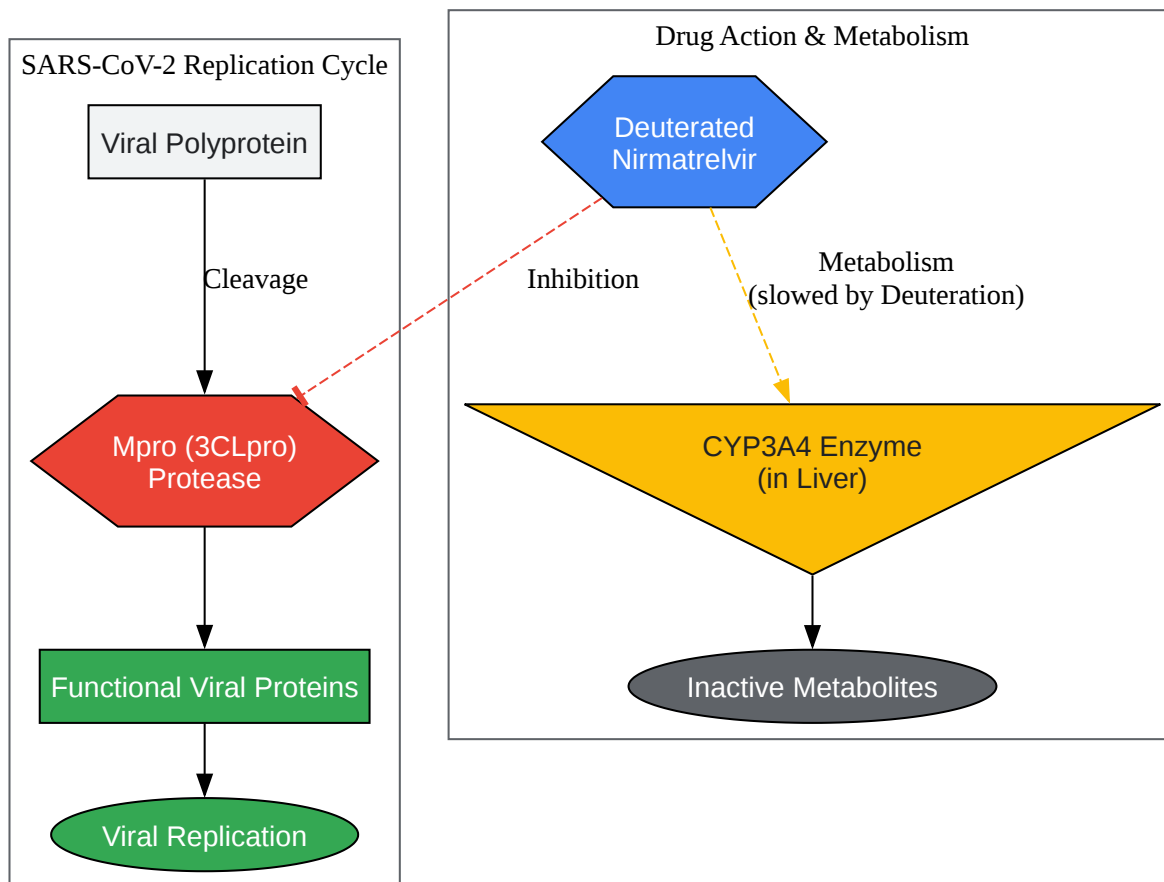 SARS-CoV-2 Replication Cycle
Viral Polyprotein
Cleavage
Mpro (3CLpro)
Protease
Functional Viral Proteins
Viral Replication
Drug Action & Metabolism
Deuterated
Nirmatrelvir
Inhibition
Metabolism
(slowed by Deuteration)
CYP3A4 Enzyme
(in Liver)
Inactive Metabolites